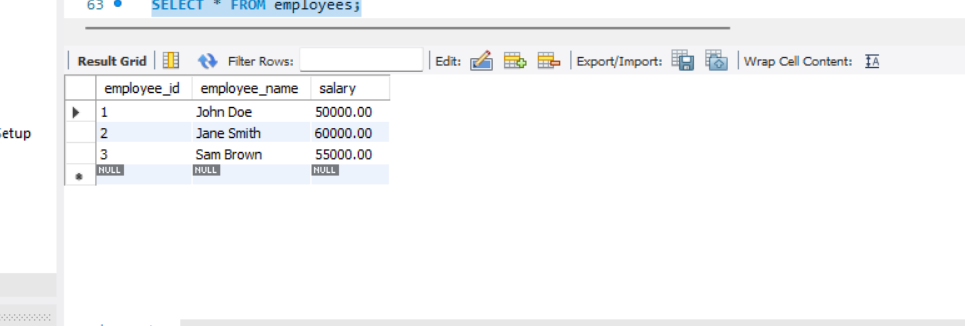 63 SELECT * FROM employees;
Result Grid Filter Rows: Edit: Export/Import: Wrap Cell Content:
employee_id employee_name salary
1 John Doe 50000.00
2 Jane Smith 60000.00
Setup
3 Sam Brown 55000.00
NULL NULL NULL